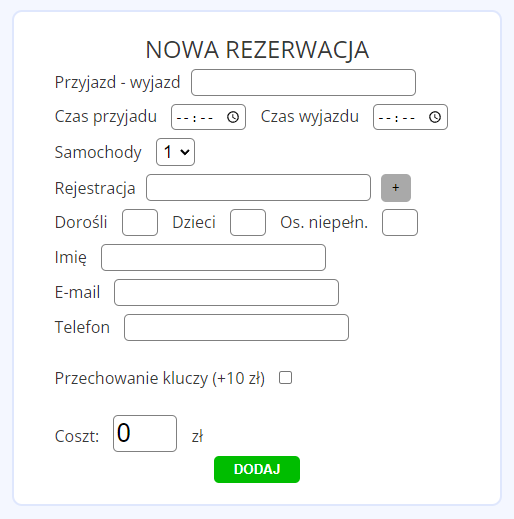 NOWA REZERWACJA
Przyjazd - wyjazd
Czas przyjadu --:-- Czas wyjazdu --:--
Samochody 1
Rejestracja +
Dorośli Dzieci Os. niepełn.
Imię
E-mail
Telefon
Przechowanie kluczy (+10 zł)
Coszt: 0 zł
DODAJ